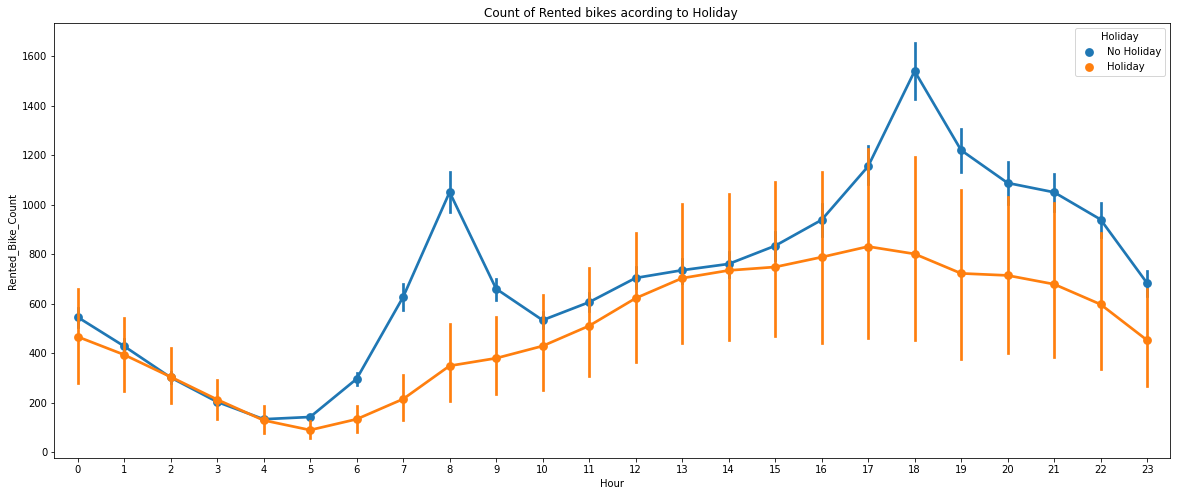 Count of Rented bikes acording to Holiday
Rented_Bike_Count
1600
1400
1200
1000
800
600
400
200
0
Holiday
No Holiday
Holiday
0 1 2 3 4 5 6 7 8 9 10 11 12 13 14 15 16 17 18 19 20 21 22 23
Hour